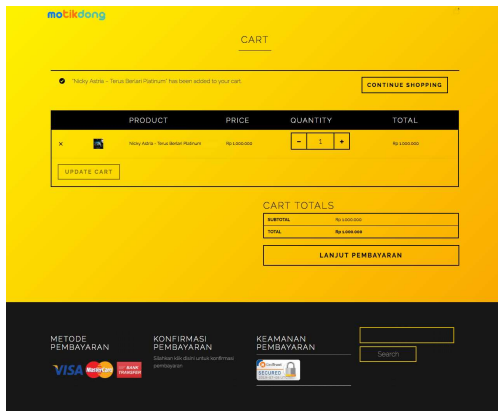 motikdong
CART
"Nicky Astria – Terus Berlari Platinum" has been added to your cart.
CONTINUE SHOPPING
PRODUCT PRICE QUANTITY TOTAL
× Nicky Astria - Terus Berlari Platinum Rp 1.000.000 - 1 + Rp 1.000.000
UPDATE CART
CART TOTALS
SUBTOTAL Rp 1.000.000
TOTAL Rp 1.000.000
LANJUT PEMBAYARAN
METODE PEMBAYARAN
VISA MasterCard BANK TRANSFER
KONFIRMASI PEMBAYARAN
Silahkan klik disini untuk konfirmasi
pembayaran
KEAMANAN PEMBAYARAN
SECURED
Search